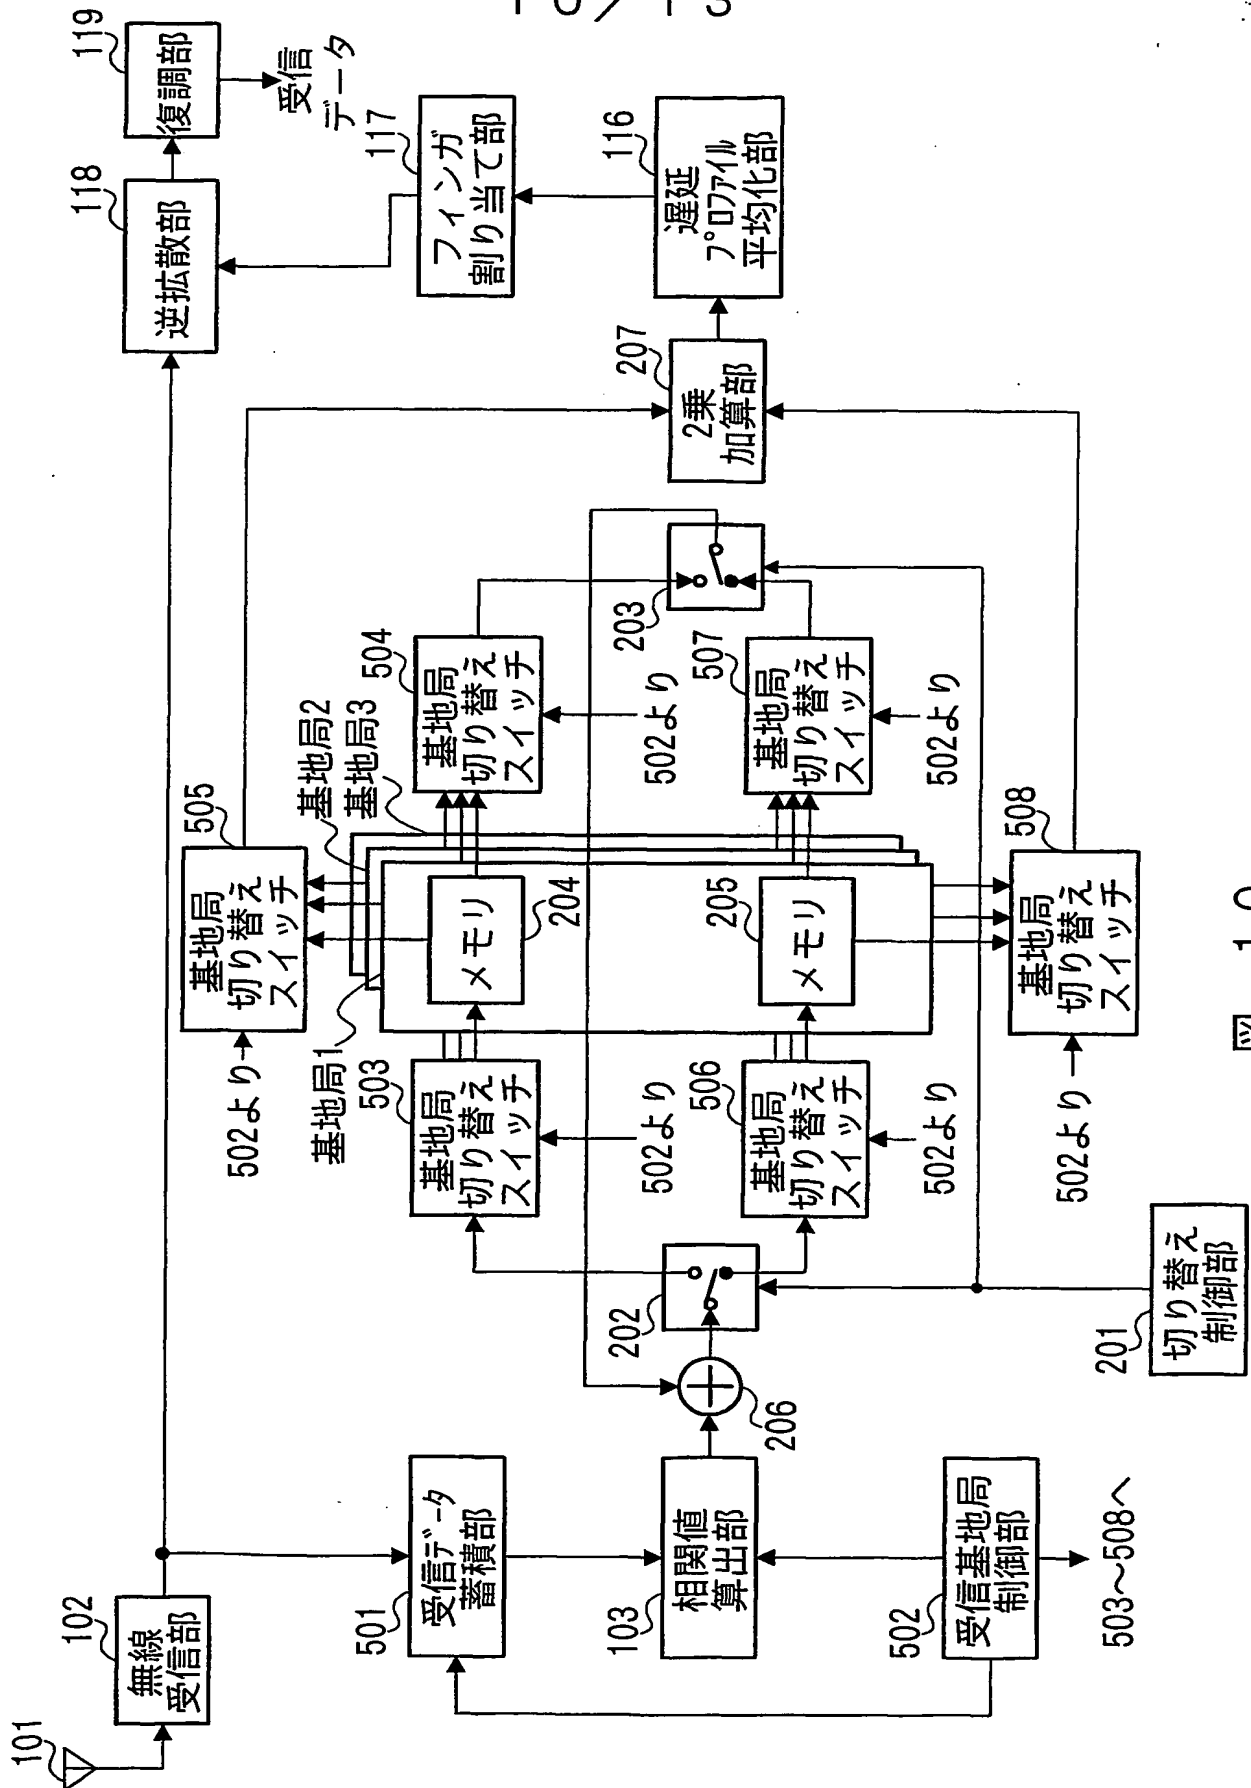 10/13
101
102
無線
受信部
118
逆拡散部
119
復調部
受信
データ
117
フィンガ
割り当て部
116
遅延
プロファイル
平均化部
207
2乗
加算部
505
基地局
切り替え
スイッチ
502より
基地局1
基地局2
基地局3
503
基地局
切り替え
スイッチ
502より
メモリ
204
504
基地局
切り替え
スイッチ
502より
203
501
受信データ
蓄積部
103
相関値
算出部
206
202
506
基地局
切り替え
スイッチ
502より
205
メモリ
507
基地局
切り替え
スイッチ
502より
508
基地局
切り替え
スイッチ
502より
502
受信基地局
制御部
503〜508へ
201
切り替え
制御部
図 10